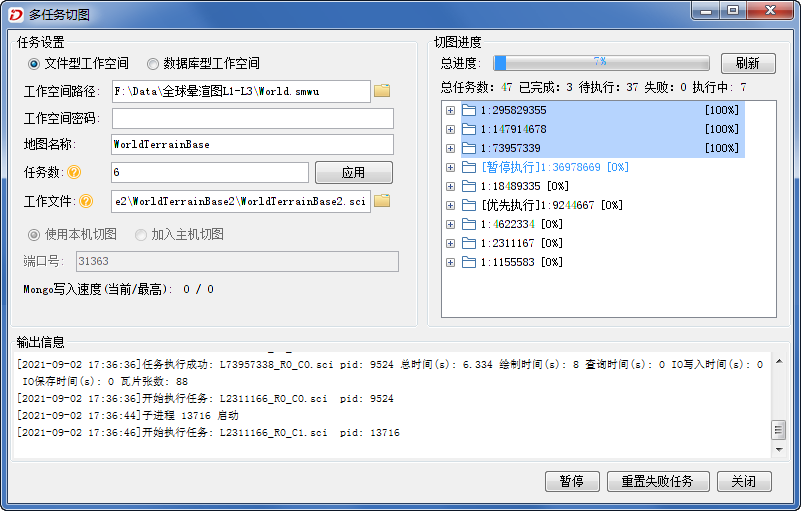 多任务切图
任务设置
文件型工作空间 数据库型工作空间
工作空间路径: F:\Data\全球晕渲图L1-L3\World.smwu
工作空间密码:
地图名称: WorldTerrainBase
任务数: 6 应用
工作文件: e2\WorldTerrainBase2\WorldTerrainBase2.sci
使用本机切图 加入主机切图
端口号: 31363
Mongo写入速度(当前/最高): 0 / 0
切图进度
总进度: 7% 刷新
总任务数: 47 已完成: 3 待执行: 37 失败: 0 执行中: 7
1:295829355 [100%]
1:147914678 [100%]
1:73957339 [100%]
[暂停执行]1:36978669 [0%]
1:18489335 [0%]
[优先执行]1:9244667 [0%]
1:4622334 [0%]
1:2311167 [0%]
1:1155583 [0%]
输出信息
[2021-09-02 17:36:36]任务执行成功: L73957338_R0_C0.sci pid: 9524 总时间(s): 6.334 绘制时间(s): 8 查询时间(s): 0 IO写入时间(s): 0
IO保存时间(s): 0 瓦片张数: 88
[2021-09-02 17:36:36]开始执行任务: L2311166_R0_C0.sci pid: 9524
[2021-09-02 17:36:44]子进程 13716 启动
[2021-09-02 17:36:46]开始执行任务: L2311166_R0_C1.sci pid: 13716
暂停 重置失败任务 关闭